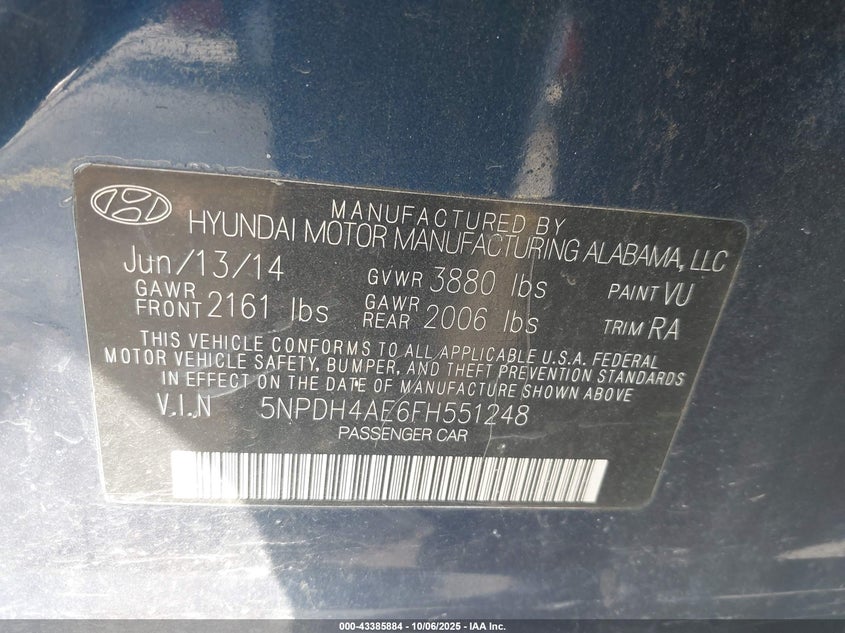 MANUFACTURED BY
HYUNDAI MOTOR MANUFACTURING ALABAMA, LLC
Jun/13/14 GVWR 3880 lbs PAINT VU
GAWR FRONT 2161 lbs GAWR REAR 2006 lbs TRIM RA
THIS VEHICLE CONFORMS TO ALL APPLICABLE U.S.A. FEDERAL
MOTOR VEHICLE SAFETY, BUMPER, AND THEFT PREVENTION STANDARDS
IN EFFECT ON THE DATE OF MANUFACTURE SHOWN ABOVE
V.I.N 5NPDH4AE6FH551248
PASSENGER CAR
000-43385884 - 10/06/2025 - IAA Inc.